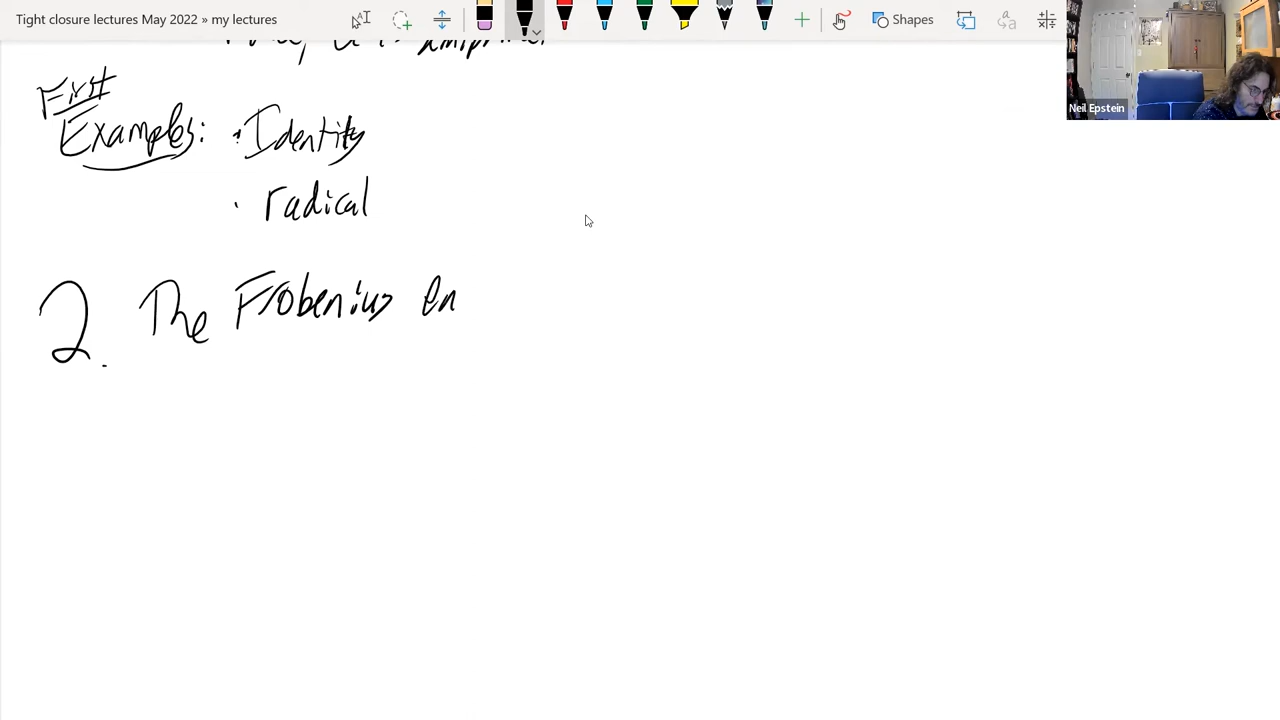 Tight closure lectures May 2022 » my lectures
Shapes
Neil Epstein
First
Examples: · Identity
· radical
2. The Frobenius en